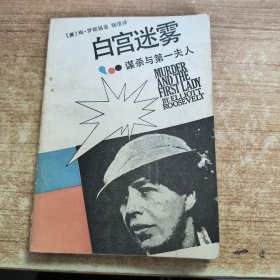 (美)埃·罗斯福著 晓培译
白宫迷雾
谋杀与第一夫人
MURDER
AND THE
FIRST LADY
BY ELLIOTT
ROOSEVELT